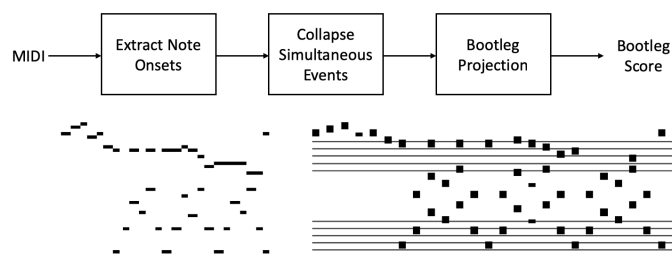 MIDI
Extract Note
Onsets
Collapse
Simultaneous
Events
Bootleg
Projection
Bootleg
Score